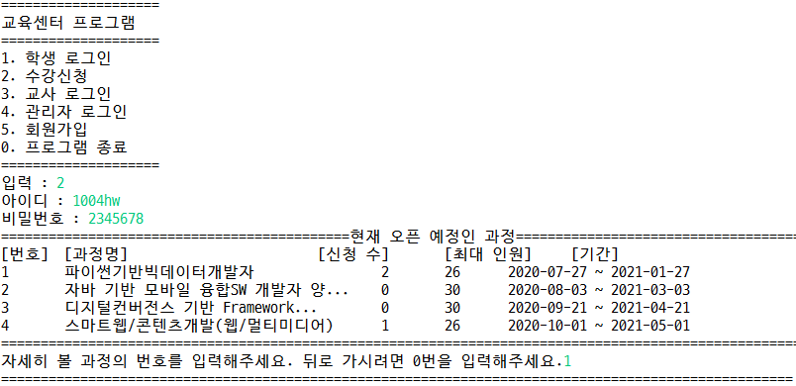 ====================
교육센터 프로그램
====================
1. 학생 로그인
2. 수강신청
3. 교사 로그인
4. 관리자 로그인
5. 회원가입
0. 프로그램 종료
====================
입력 : 2
아이디 : 1004hw
비밀번호 : 2345678
============================================현재 오픈 예정인 과정====================================
[번호] [과정명] [신청 수] [최대 인원] [기간]
1 파이썬기반빅데이터개발자 2 26 2020-07-27 ~ 2021-01-27
2 자바 기반 모바일 융합SW 개발자 양... 0 30 2020-08-03 ~ 2021-03-03
3 디지털컨버전스 기반 Framework... 0 30 2020-09-21 ~ 2021-04-21
4 스마트웹/콘텐츠개발(웹/멀티미디어) 1 26 2020-10-01 ~ 2021-05-01
====================================================================================================
자세히 볼 과정의 번호를 입력해주세요. 뒤로 가시려면 0번을 입력해주세요.1
====================================================================================================